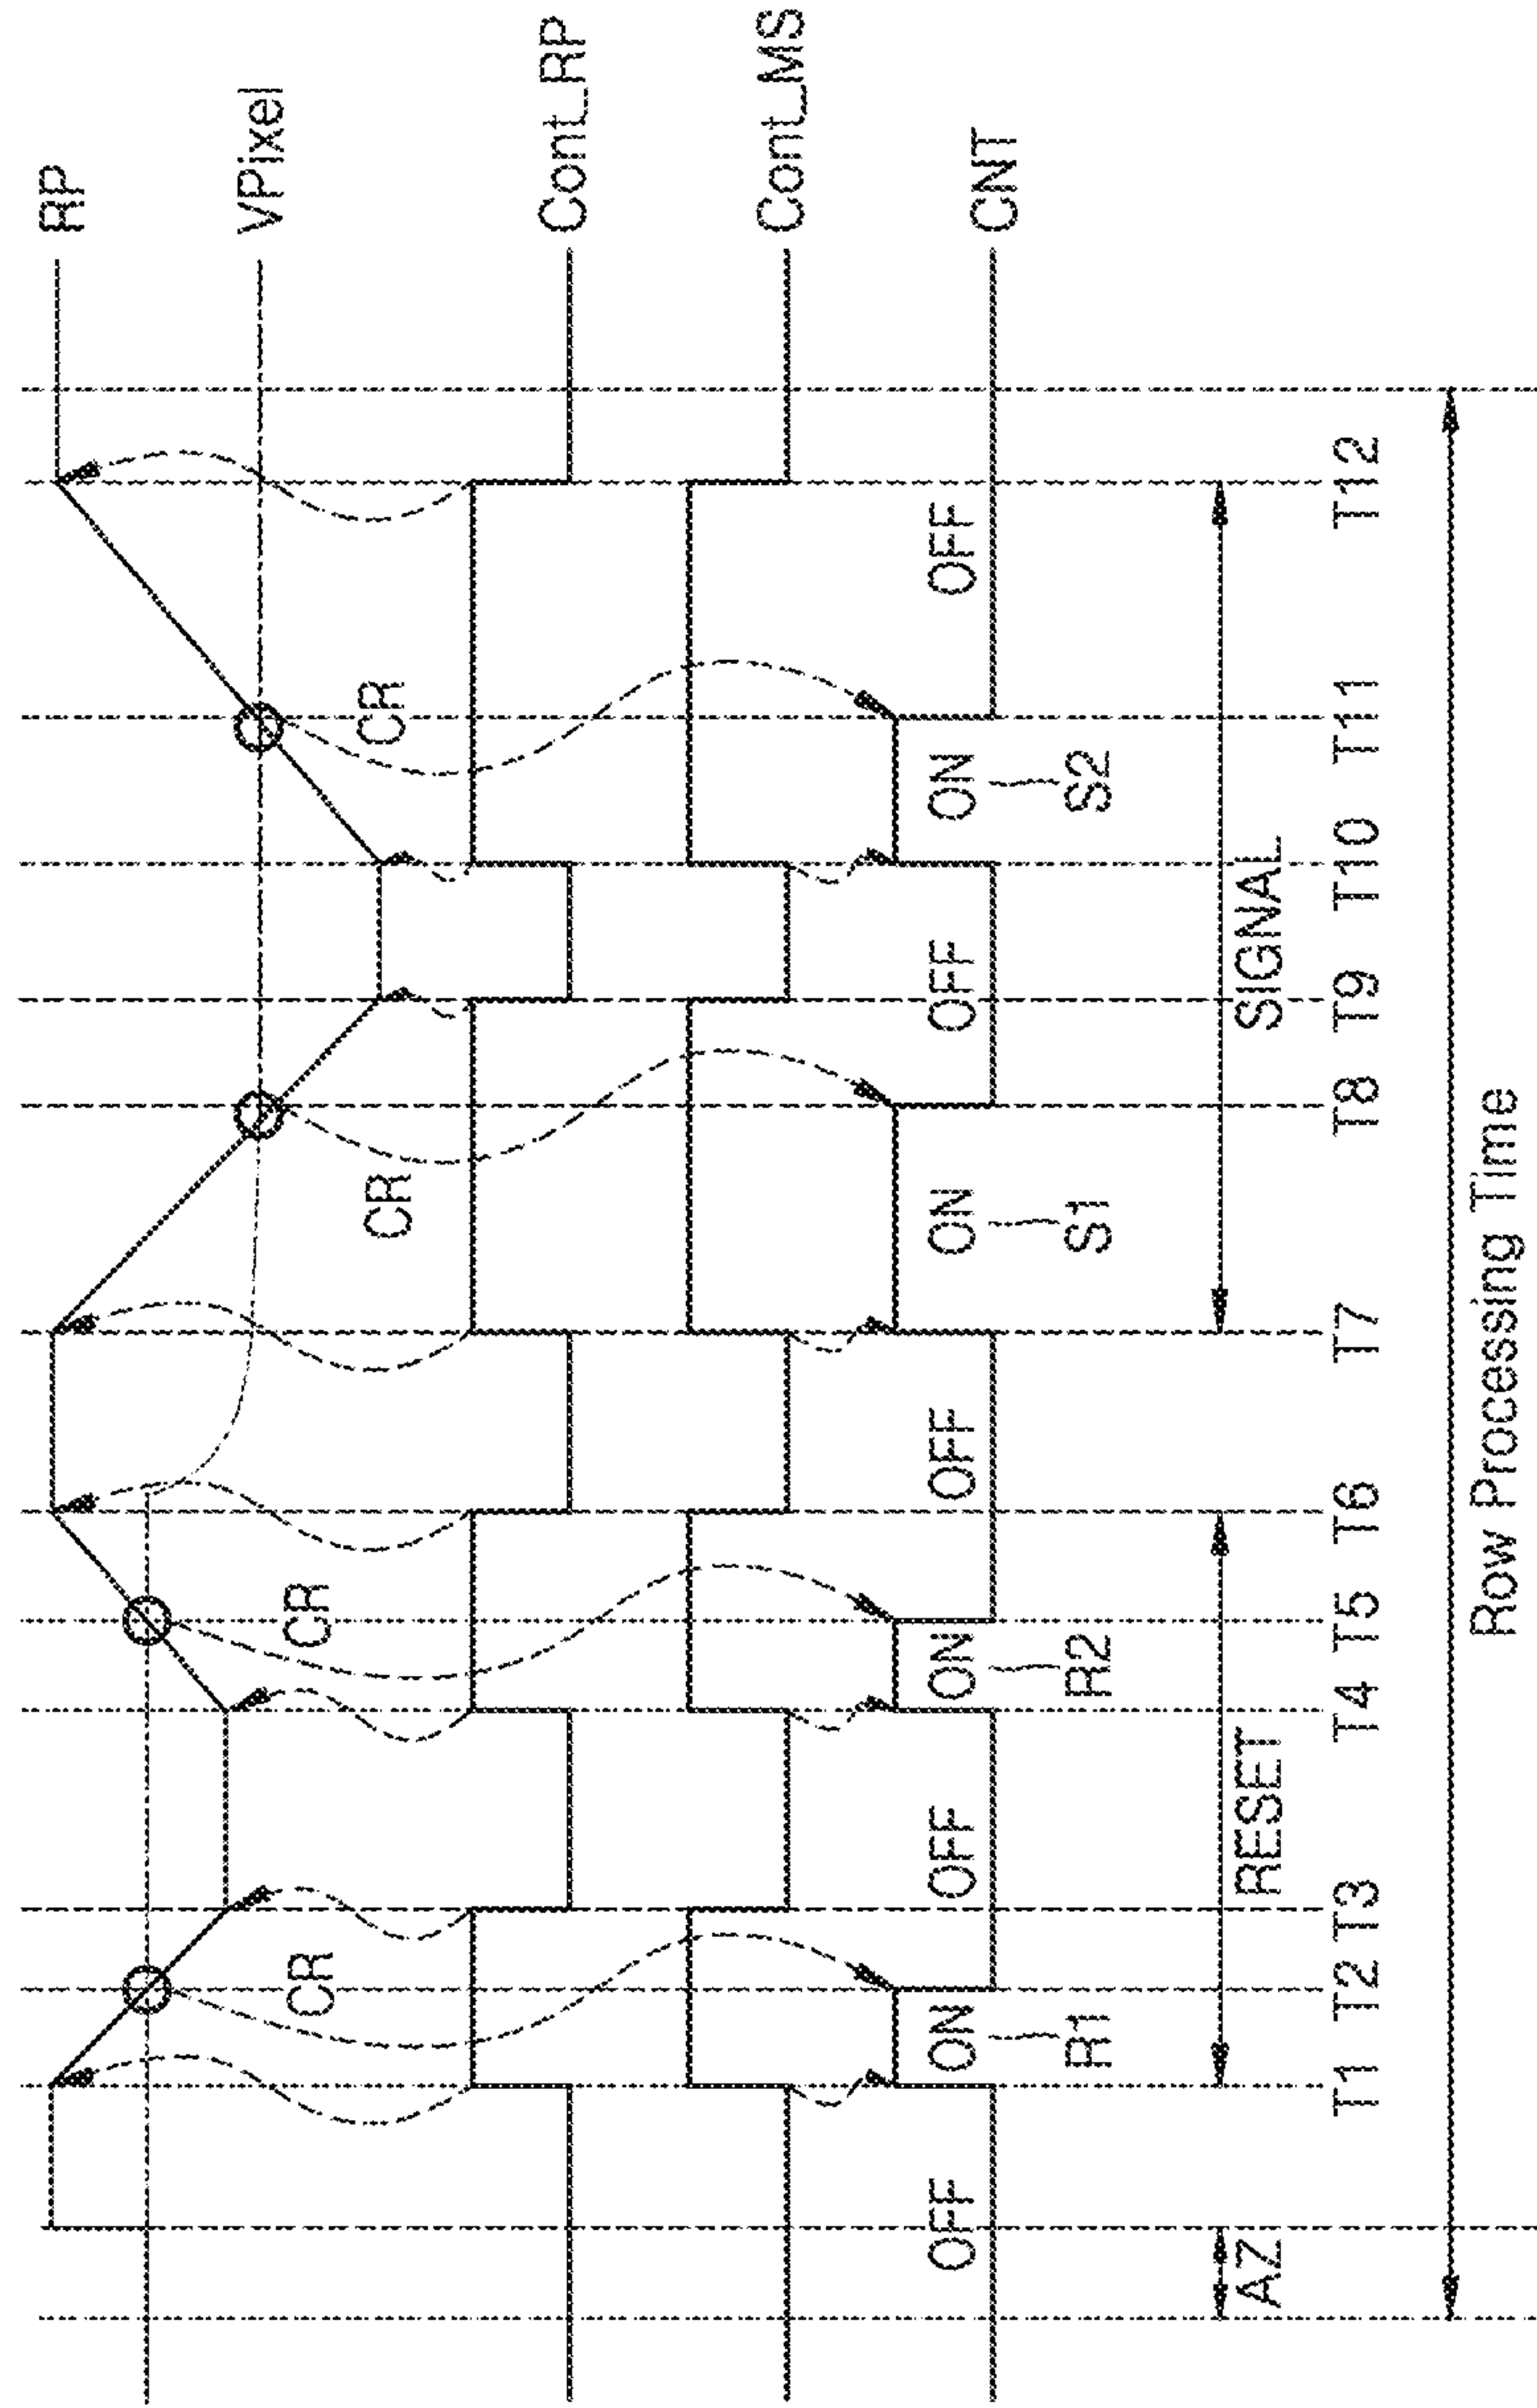 RP
VPixel
CR CR CR CR
Cont_RP
Cont_MS
CNT
OFF ON OFF ON OFF ON OFF ON OFF
R1 R2 S1 S2
AZ RESET SIGNAL
T1 T2 T3 T4 T5 T6 T7 T8 T9 T10 T11 T12
Row Processing Time